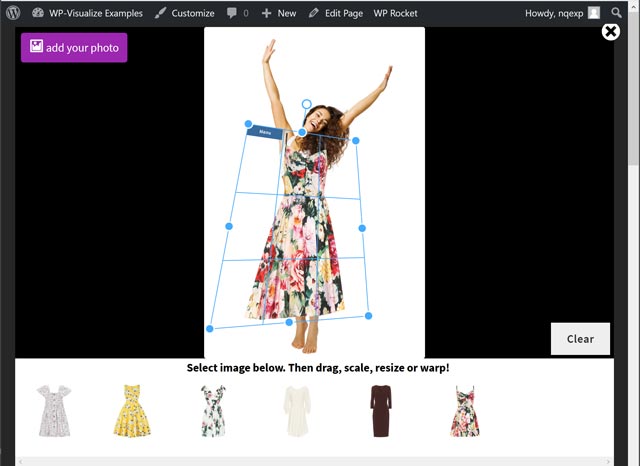 WP-Visualize Examples Customize 0 New Edit Page WP Rocket Howdy, nqexp
add your photo
Menu
Clear
Select image below. Then drag, scale, resize or warp!